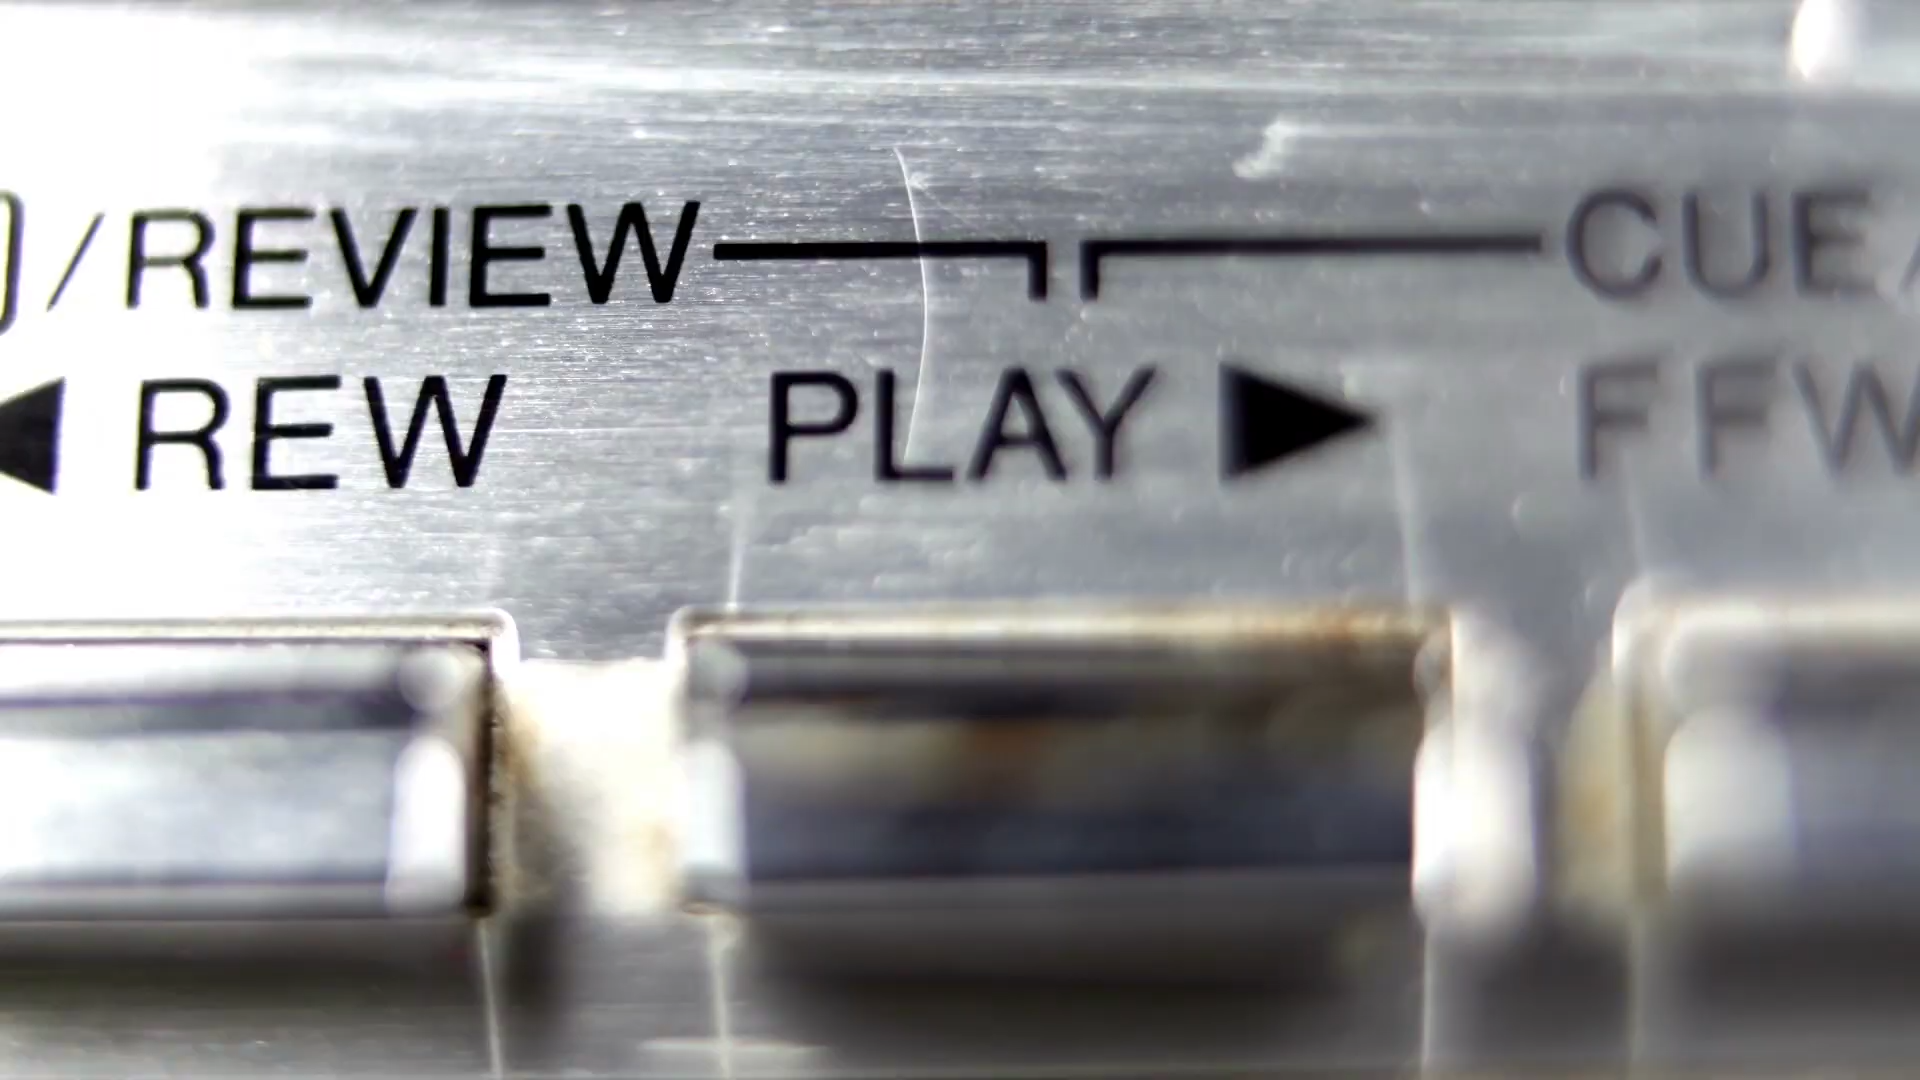 /REVIEW CUE/
◀ REW PLAY ▶ FFW